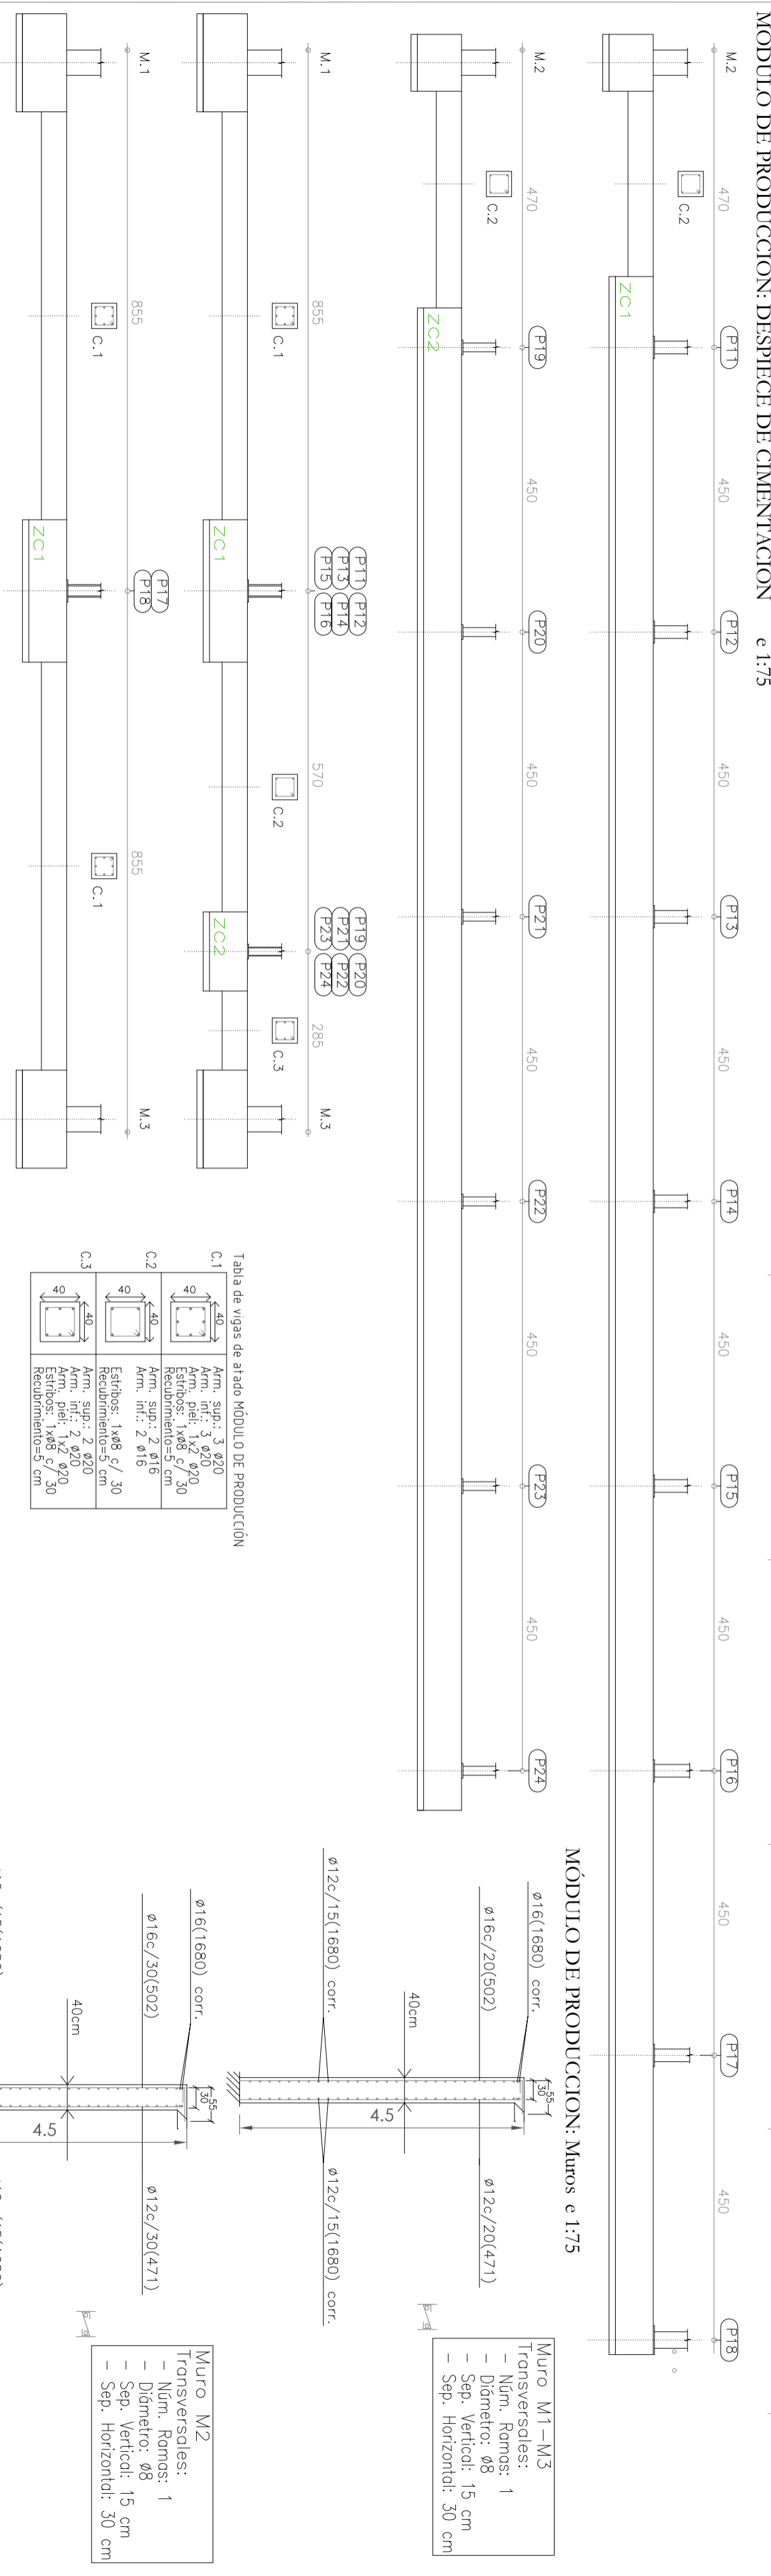 MODULO DE PRODUCCION: DESPIECE DE CIMENTACION e 1:75
M.2
470
C.2
ZC1
P11
450
P12
450
P13
450
P14
450
P15
450
P16
450
P17
450
P18
M.2
470
C.2
ZC2
P19
450
P20
450
P21
450
P22
450
P23
450
P24
M.1
855
C.1
ZC1
P11 P12
P13 P14
P15 P16
570
C.2
ZC2
P19 P20
P21 P22
P23 P24
285
C.3
M.3
M.1
855
C.1
ZC1
P17
P18
855
C.1
M.3
Tabla de vigas de atado MÓDULO DE PRODUCCIÓN
C.1
40
40
Arm. sup.: 3 ø20
Arm. inf.: 3 ø20
Arm. piel: 1x2 ø20
Estribos: 1xø8 c/ 30
Recubrimiento=5 cm
C.2
40
40
Arm. sup.: 2 ø16
Arm. inf.: 2 ø16
Estribos: 1xø8 c/ 30
Recubrimiento=5 cm
C.3
40
40
Arm. sup.: 2 ø20
Arm. inf.: 2 ø20
Arm. piel: 1x2 ø20
Estribos: 1xø8 c/ 30
Recubrimiento=5 cm
MÓDULO DE PRODUCCION: Muros e 1:75
ø16(1680) corr.
ø16c/20(502)
40cm
ø12c/15(1680) corr.
55
30
4.5
ø12c/20(471)
ø12c/15(1680) corr.
Muro M1-M3
Transversales:
- Núm. Ramas: 1
- Diámetro: ø8
- Sep. Vertical: 15 cm
- Sep. Horizontal: 30 cm
ø16(1680) corr.
ø16c/30(502)
40cm
55
30
4.5
ø12c/30(471)
Muro M2
Transversales:
- Núm. Ramas: 1
- Diámetro: ø8
- Sep. Vertical: 15 cm
- Sep. Horizontal: 30 cm